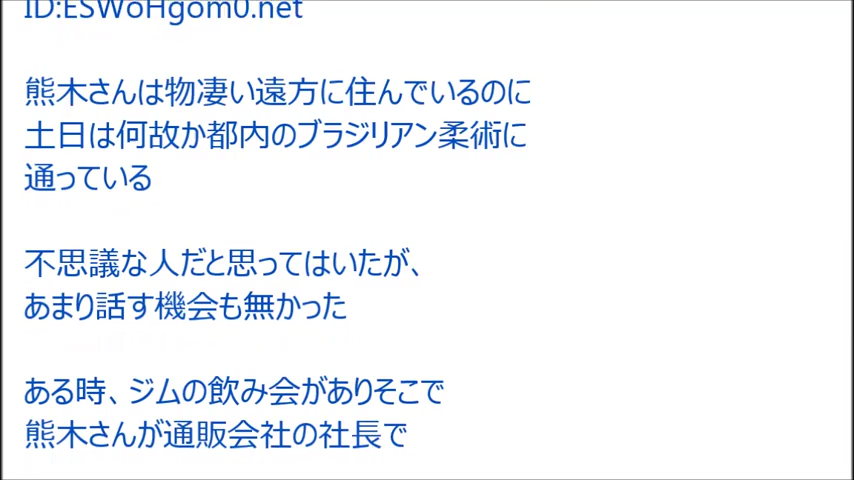 ID:ESWoHgom0.net
熊木さんは物凄い遠方に住んでいるのに
土日は何故か都内のブラジリアン柔術に
通っている
不思議な人だと思ってはいたが、
あまり話す機会も無かった
ある時、ジムの飲み会がありそこで
熊木さんが通販会社の社長で